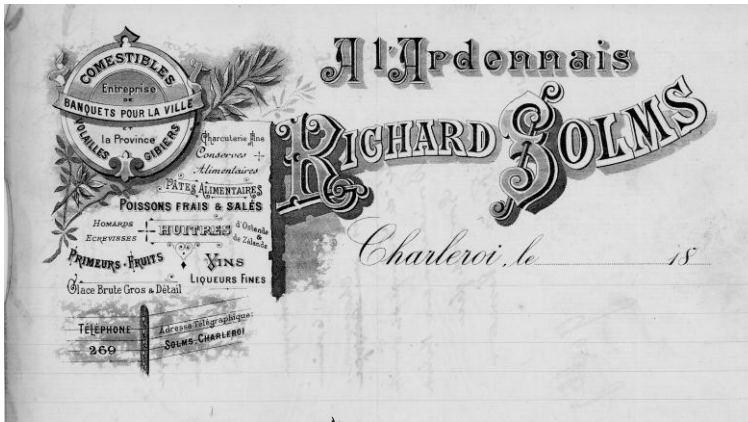 COMESTIBLES
Entreprise
DE
BANQUETS POUR LA VILLE
ET
la Province
VOLAILLES GIBIERS
A l'Ardennais
RICHARD SOLMS
Charcuterie fine
Conserves
Alimentaires
PÂTES ALIMENTAIRES
POISSONS FRAIS & SALÉS
HOMARDS
ECREVISSES
HUITRES
d'Ostende
&
de Zélande
PRIMEURS - FRUITS
VINS
LIQUEURS FINES
Glace Brute Gros & Détail
Charleroi, le 18
TÉLÉPHONE
269
Adresse Télégraphique:
SOLMS-CHARLEROI